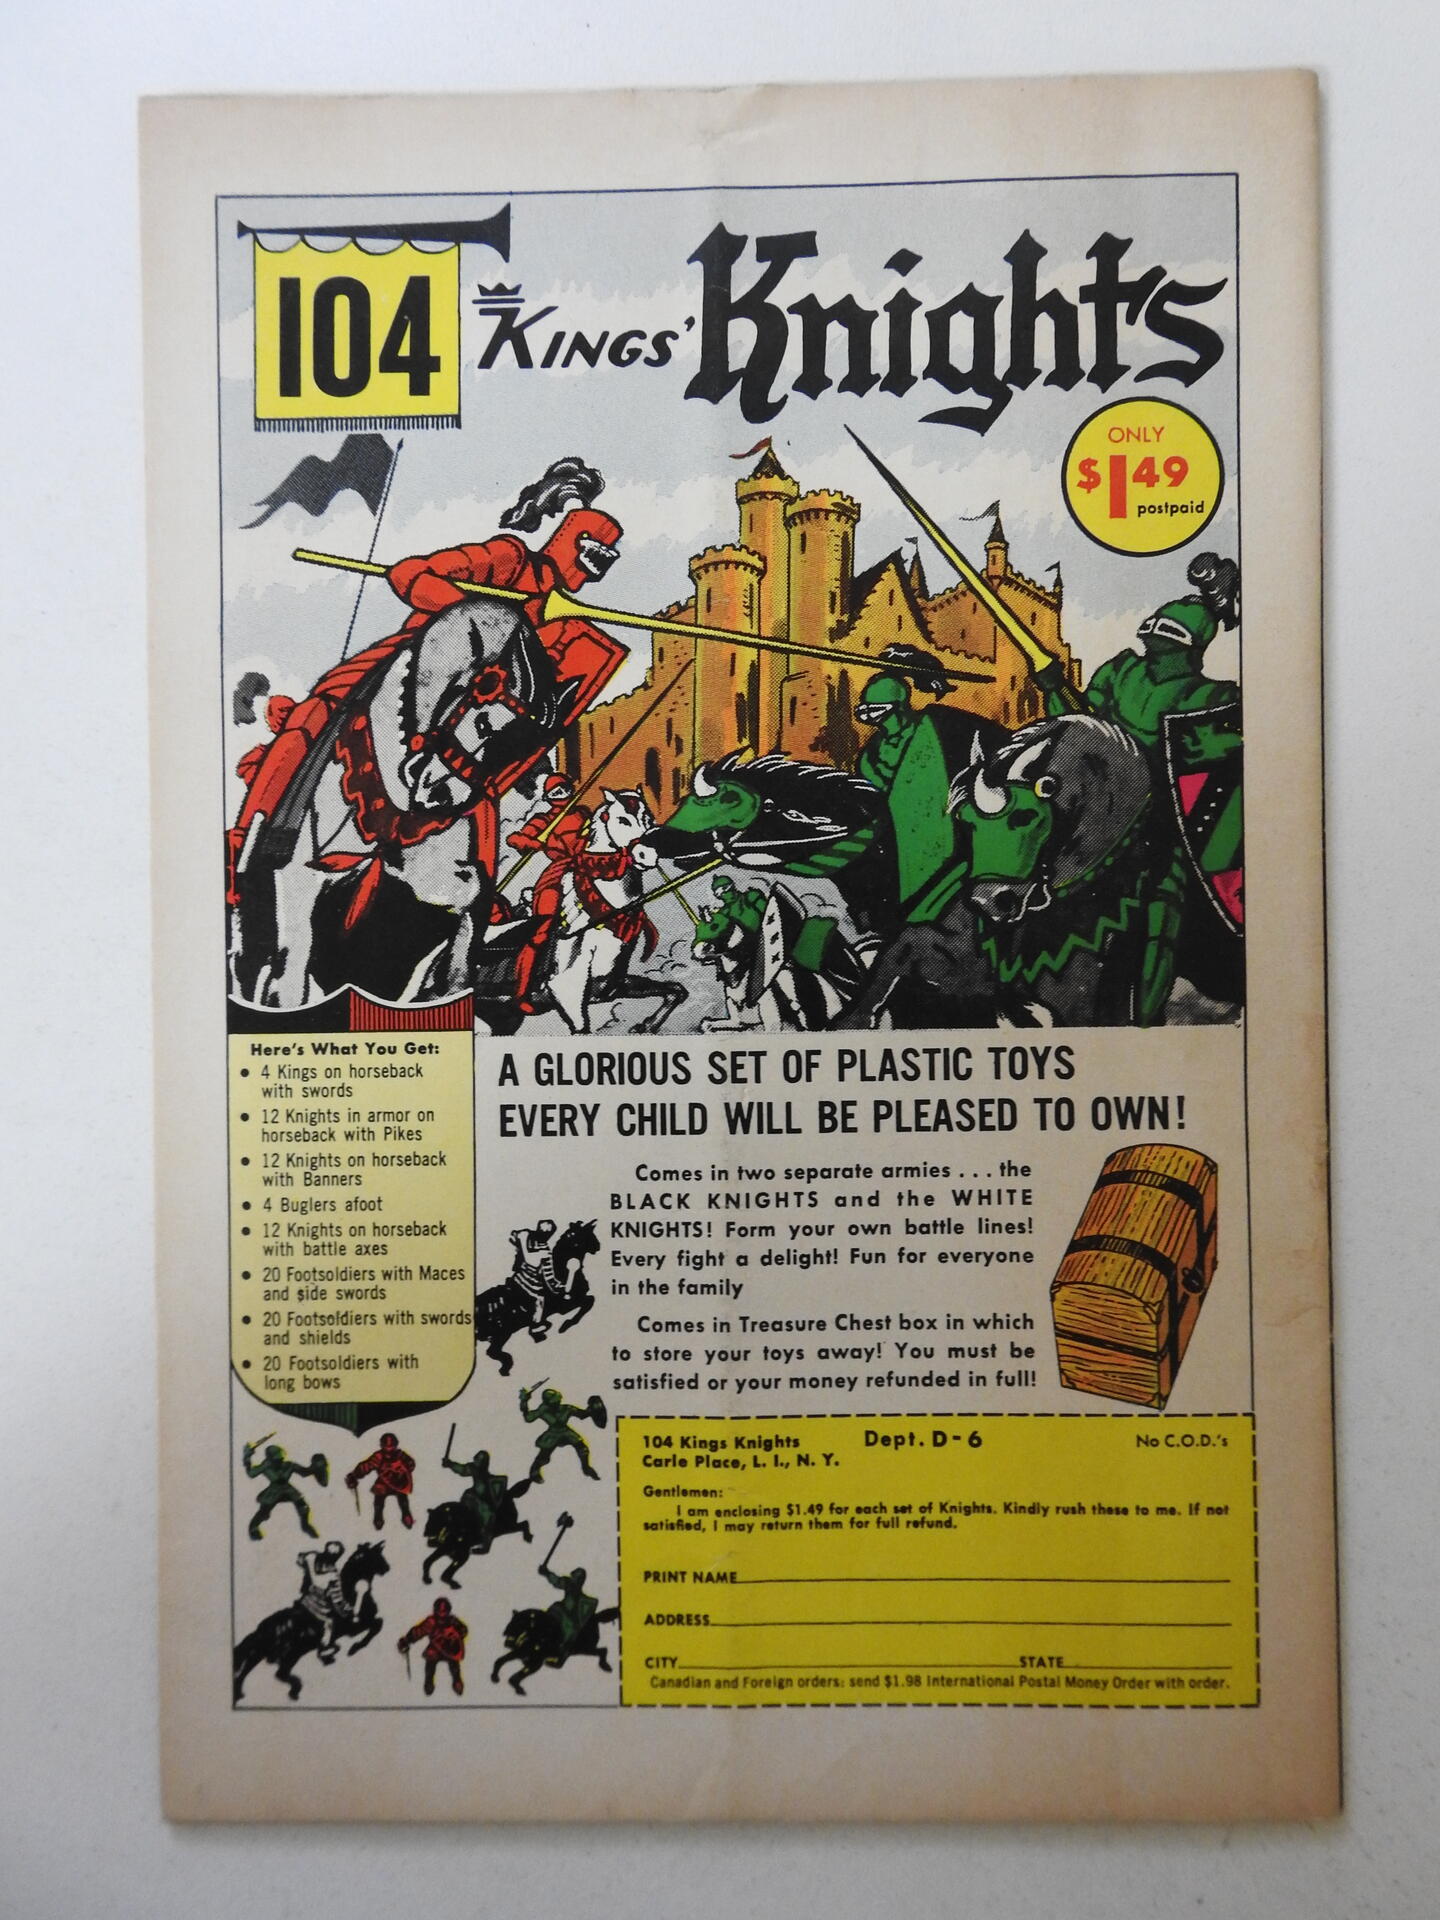 104
KINGS' Knights
ONLY
$1.49
postpaid
Here's What You Get:
• 4 Kings on horseback
with swords
• 12 Knights in armor on
horseback with Pikes
• 12 Knights on horseback
with Banners
• 4 Buglers afoot
• 12 Knights on horseback
with battle axes
• 20 Footsoldiers with Maces
and side swords
• 20 Footsoldiers with swords
and shields
• 20 Footsoldiers with
long bows
A GLORIOUS SET OF PLASTIC TOYS
EVERY CHILD WILL BE PLEASED TO OWN!
Comes in two separate armies . . . the
BLACK KNIGHTS and the WHITE
KNIGHTS! Form your own battle lines!
Every fight a delight! Fun for everyone
in the family
Comes in Treasure Chest box in which
to store your toys away! You must be
satisfied or your money refunded in full!
104 Kings Knights Dept. D-6 No C.O.D.'s
Carle Place, L. I., N. Y.
Gentlemen:
I am enclosing $1.49 for each set of Knights. Kindly rush these to me. If not
satisfied, I may return them for full refund.
PRINT NAME
ADDRESS
CITY STATE
Canadian and Foreign orders: send $1.98 International Postal Money Order with order.